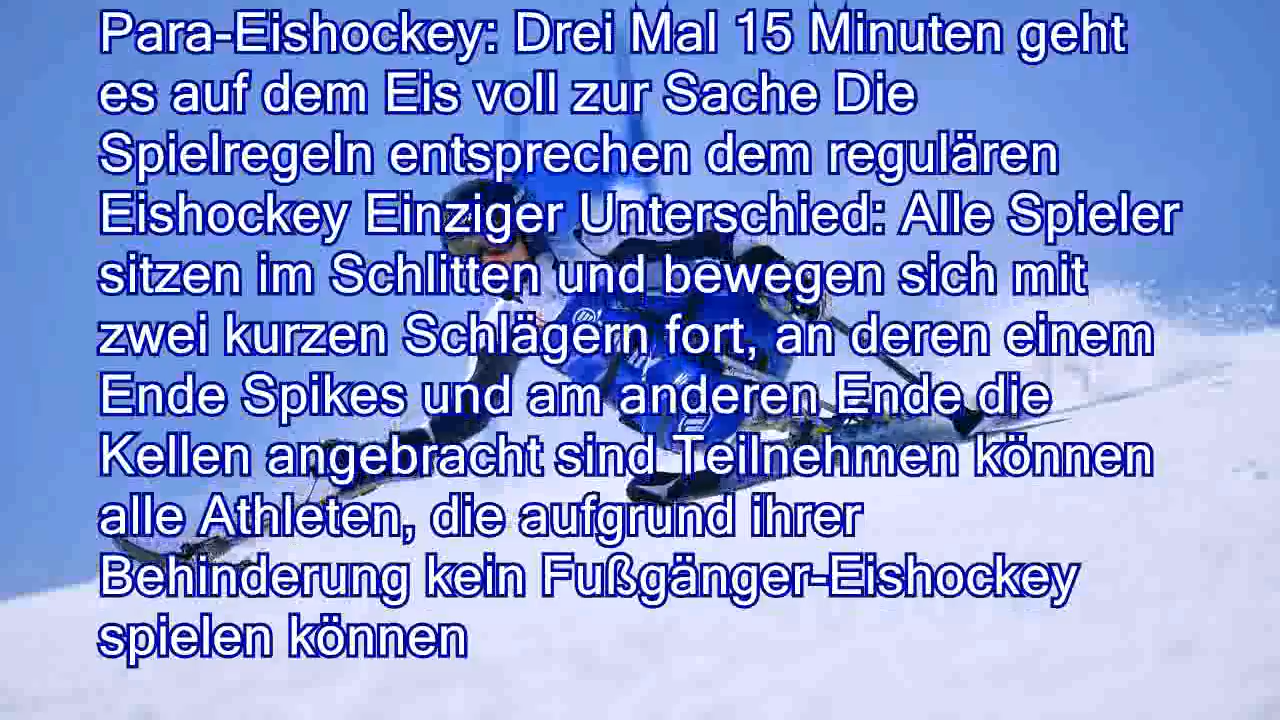 Para-Eishockey: Drei Mal 15 Minuten geht
es auf dem Eis voll zur Sache Die
Spielregeln entsprechen dem regulären
Eishockey Einziger Unterschied: Alle Spieler
sitzen im Schlitten und bewegen sich mit
zwei kurzen Schlägern fort, an deren einem
Ende Spikes und am anderen Ende die
Kellen angebracht sind Teilnehmen können
alle Athleten, die aufgrund ihrer
Behinderung kein Fußgänger-Eishockey
spielen können